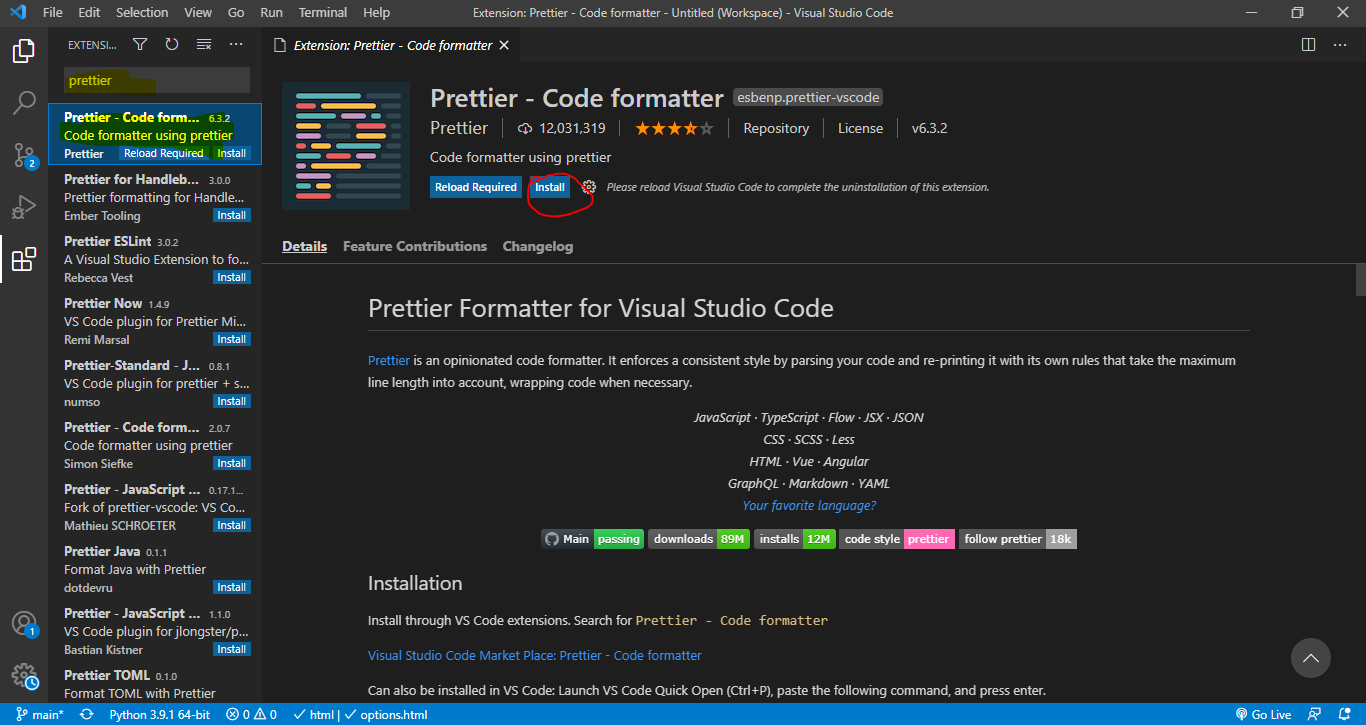 File Edit Selection View Go Run Terminal Help
Extension: Prettier - Code formatter - Untitled (Workspace) - Visual Studio Code
EXTENSI...
prettier
Prettier - Code form... 6.3.2
Code formatter using prettier
Prettier Reload Required Install
Prettier for Handleb... 3.0.0
Prettier formatting for Handle...
Ember Tooling Install
Prettier ESLint 3.0.2
A Visual Studio Extension to fo...
Rebecca Vest Install
Prettier Now 1.4.9
VS Code plugin for Prettier Mi...
Remi Marsal Install
Prettier-Standard - J... 0.8.1
VS Code plugin for prettier + s...
numso Install
Prettier - Code form... 2.0.7
Code formatter using prettier
Simon Siefke Install
Prettier - JavaScript ... 0.17.1...
Fork of prettier-vscode: VS Co...
Mathieu SCHROETER Install
Prettier Java 0.1.1
Format Java with Prettier
dotdevru Install
Prettier - JavaScript ... 1.1.0
VS Code plugin for jlongster/p...
Bastian Kistner Install
Prettier TOML 0.1.0
Format TOML with Prettier
2
1
Extension: Prettier - Code formatter
Prettier - Code formatter esbenp.prettier-vscode
Prettier 12,031,319 Repository License v6.3.2
Code formatter using prettier
Reload Required Install Please reload Visual Studio Code to complete the uninstallation of this extension.
Details Feature Contributions Changelog
Prettier Formatter for Visual Studio Code
Prettier is an opinionated code formatter. It enforces a consistent style by parsing your code and re-printing it with its own rules that take the maximum
line length into account, wrapping code when necessary.
JavaScript · TypeScript · Flow · JSX · JSON
CSS · SCSS · Less
HTML · Vue · Angular
GraphQL · Markdown · YAML
Your favorite language?
Main passing downloads 89M installs 12M code style prettier follow prettier 18k
Installation
Install through VS Code extensions. Search for Prettier - Code formatter
Visual Studio Code Market Place: Prettier - Code formatter
Can also be installed in VS Code: Launch VS Code Quick Open (Ctrl+P), paste the following command, and press enter.
main* Python 3.9.1 64-bit 0 0 html | options.html Go Live